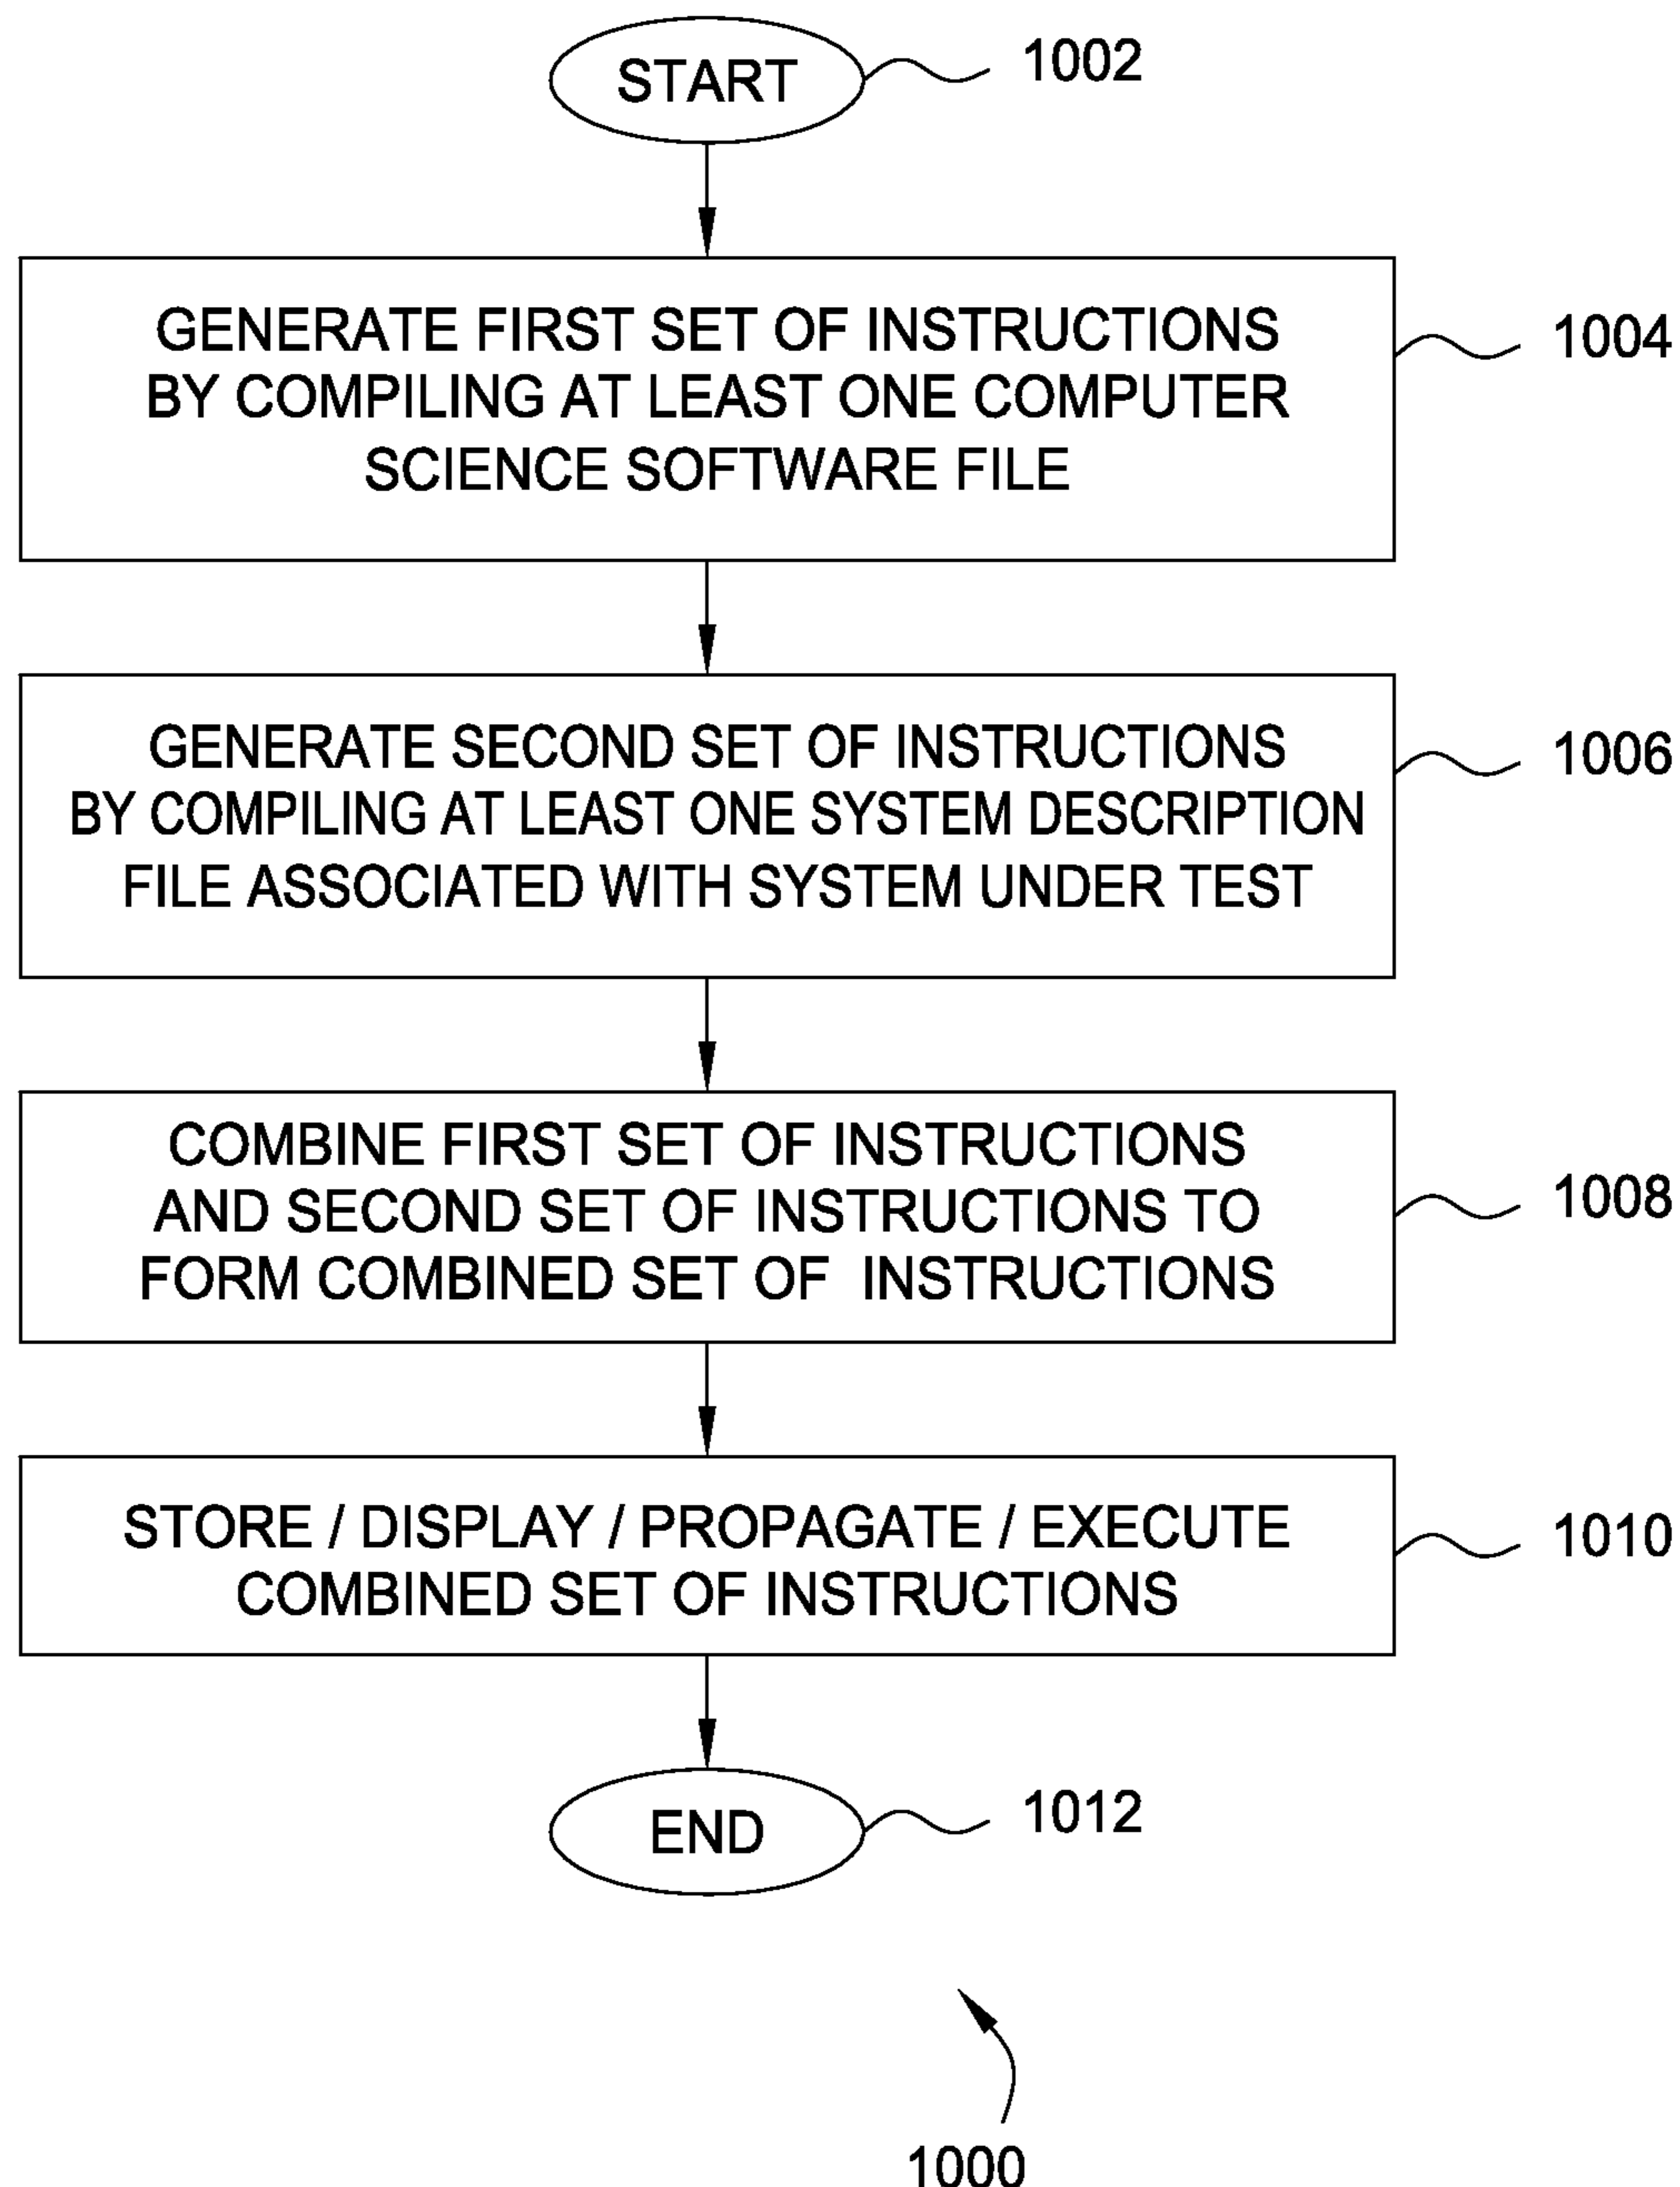 START
1002
GENERATE FIRST SET OF INSTRUCTIONS
BY COMPILING AT LEAST ONE COMPUTER
SCIENCE SOFTWARE FILE
1004
GENERATE SECOND SET OF INSTRUCTIONS
BY COMPILING AT LEAST ONE SYSTEM DESCRIPTION
FILE ASSOCIATED WITH SYSTEM UNDER TEST
1006
COMBINE FIRST SET OF INSTRUCTIONS
AND SECOND SET OF INSTRUCTIONS TO
FORM COMBINED SET OF INSTRUCTIONS
1008
STORE / DISPLAY / PROPAGATE / EXECUTE
COMBINED SET OF INSTRUCTIONS
1010
END
1012
1000